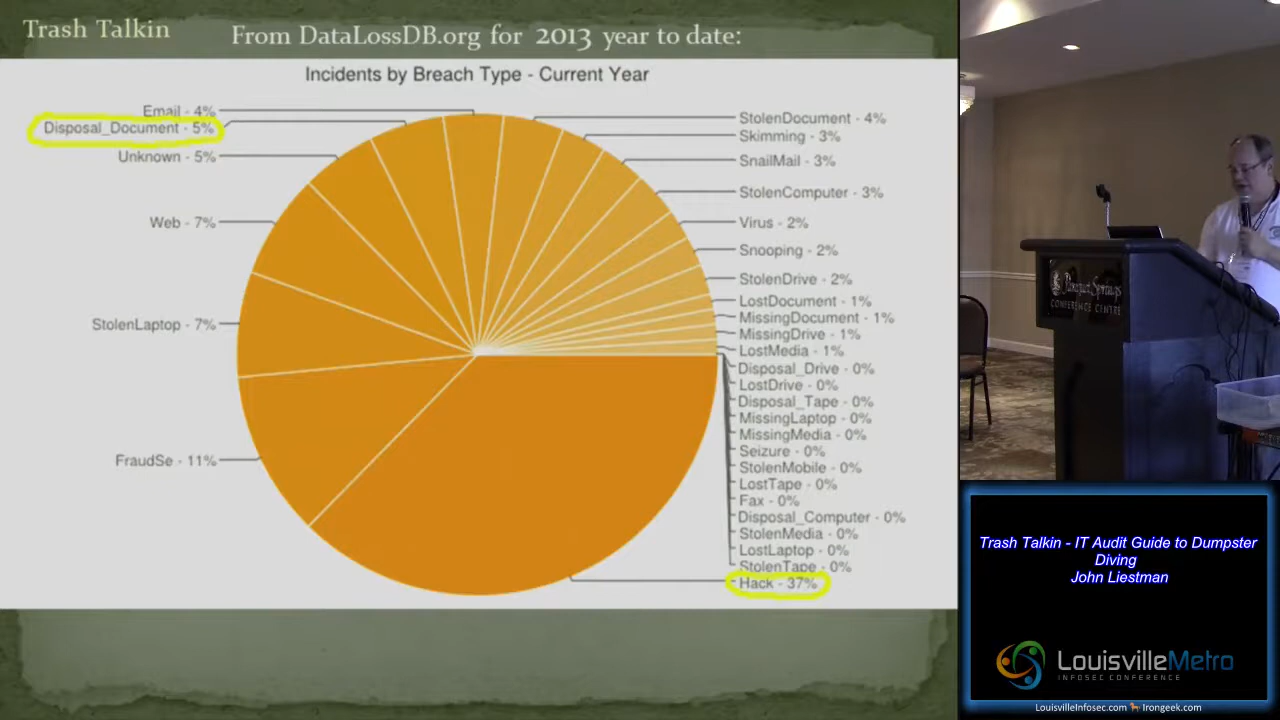 Trash Talkin
From DataLossDB.org for 2013 year to date:
Incidents by Breach Type - Current Year
Email - 4%
Disposal_Document - 5%
Unknown - 5%
Web - 7%
StolenLaptop - 7%
FraudSe - 11%
StolenDocument - 4%
Skimming - 3%
SnailMail - 3%
StolenComputer - 3%
Virus - 2%
Snooping - 2%
StolenDrive - 2%
LostDocument - 1%
MissingDocument - 1%
MissingDrive - 1%
LostMedia - 1%
Disposal_Drive - 0%
LostDrive - 0%
Disposal_Tape - 0%
MissingLaptop - 0%
MissingMedia - 0%
Seizure - 0%
StolenMobile - 0%
LostTape - 0%
Fax - 0%
Disposal_Computer - 0%
StolenMedia - 0%
LostLaptop - 0%
StolenTape - 0%
Hack - 37%
Springs
CONFERENCE CENTRE
Trash Talkin - IT Audit Guide to Dumpster
Diving
John Liestman
LouisvilleMetro
INFOSEC CONFERENCE
LouisvilleInfosec.com Irongeek.com